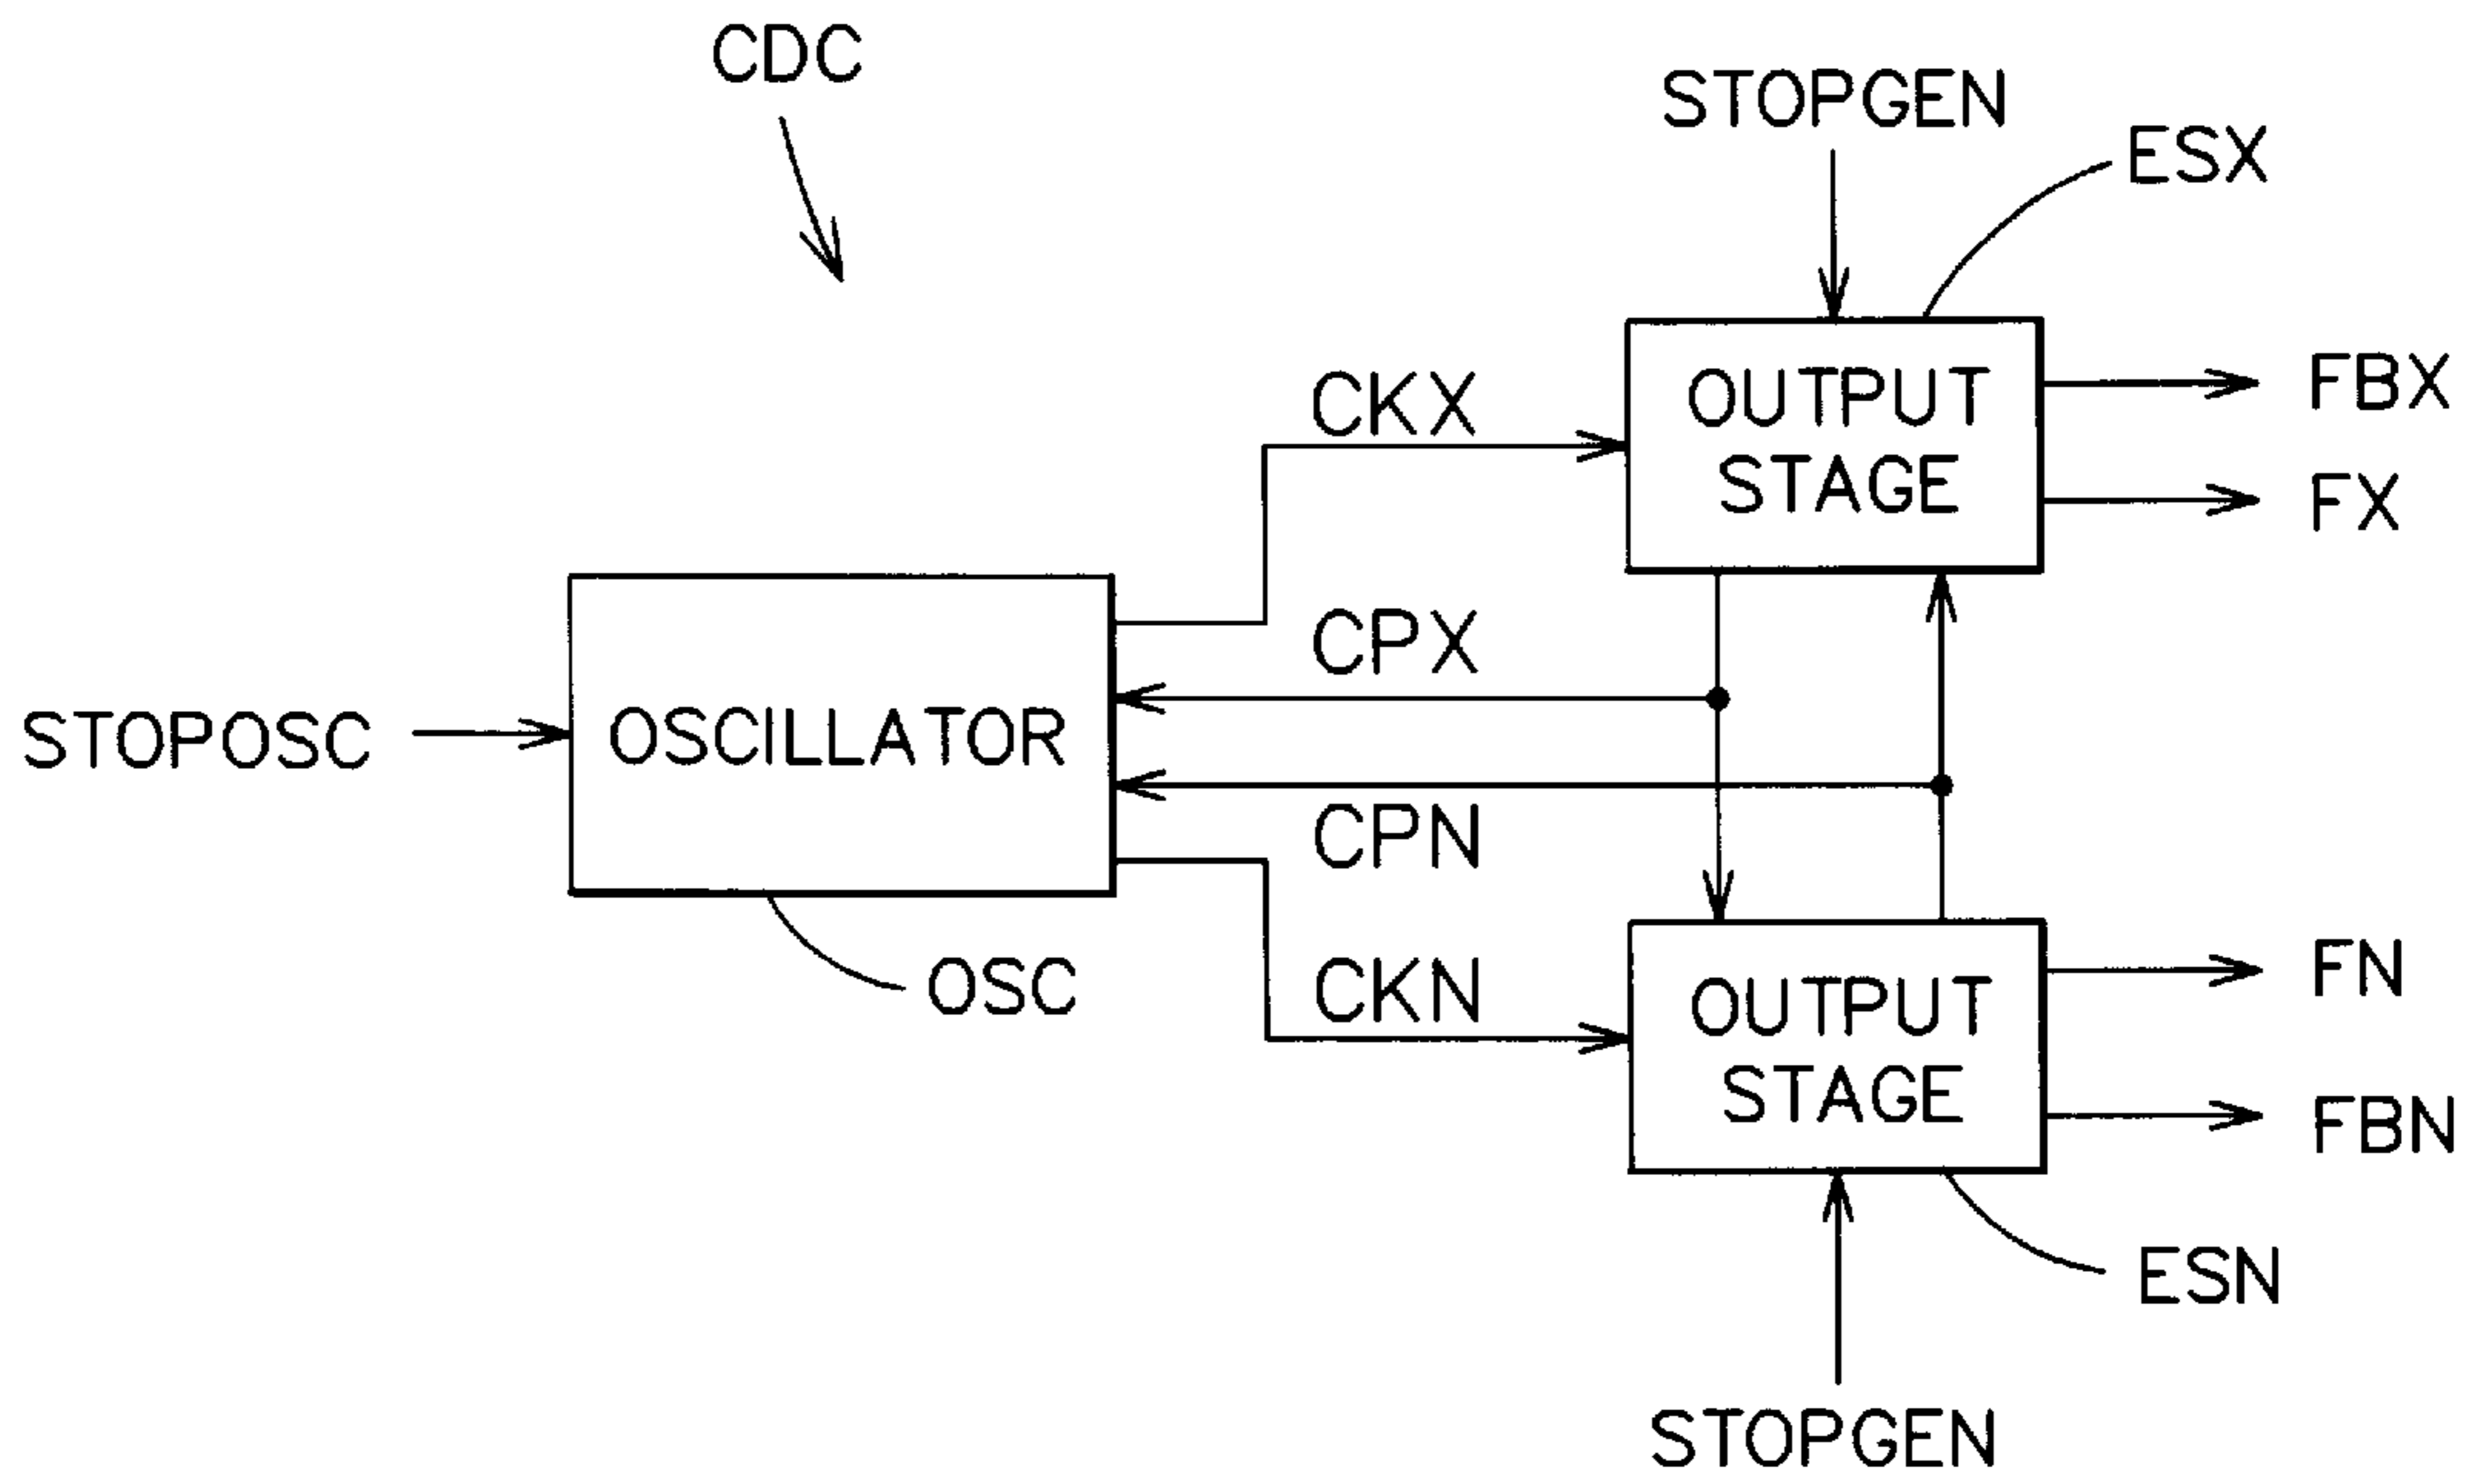 CDC
STOPGEN
ESX
CKX
OUTPUT
STAGE
FBX
FX
CPX
STOPOSC
OSCILLATOR
CPN
OSC
CKN
OUTPUT
STAGE
FN
FBN
ESN
STOPGEN